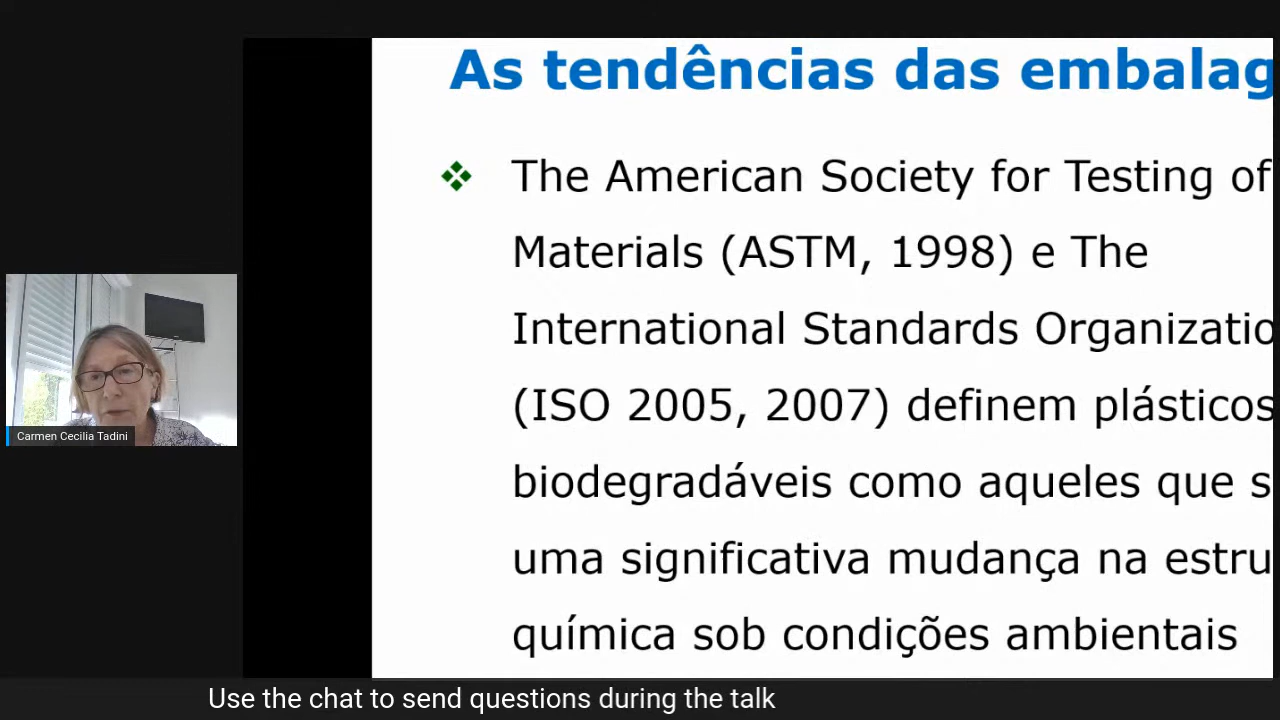 As tendências das embalag
The American Society for Testing of
Materials (ASTM, 1998) e The
International Standards Organizatio
(ISO 2005, 2007) definem plásticos
biodegradáveis como aqueles que s
uma significativa mudança na estru
química sob condições ambientais
Carmen Cecilia Tadini
Use the chat to send questions during the talk